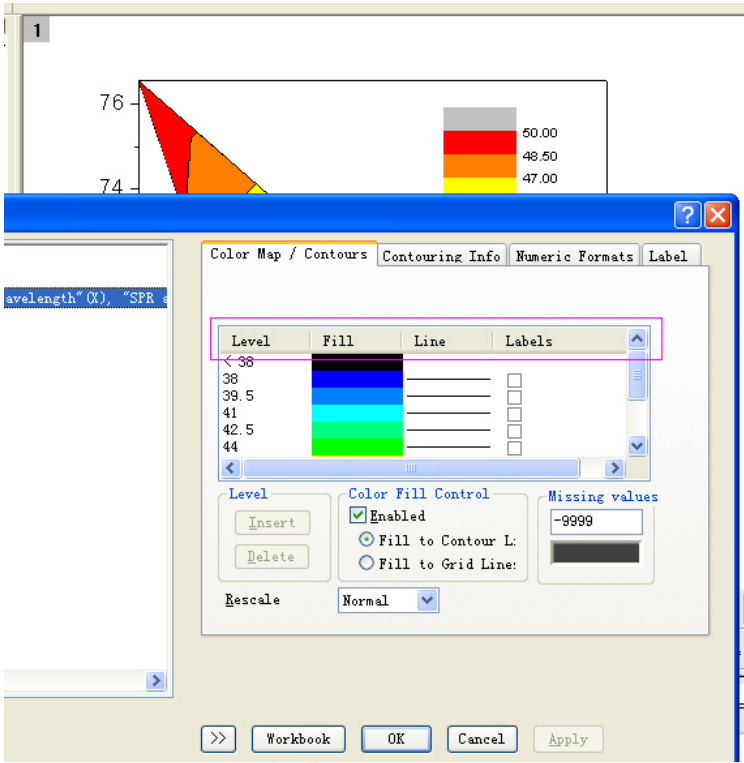 1
76
50.00
48.50
47.00
74
Color Map / Contours Contouring Info Numeric Formats Label
avelength"(X), "SPR
Level Fill Line Labels
< 38
38
39.5
41
42.5
44
Level Color Fill Control Missing values
Insert Enabled -9999
Fill to Contour L
Delete Fill to Grid Line
Rescale Normal
>> Workbook OK Cancel Apply